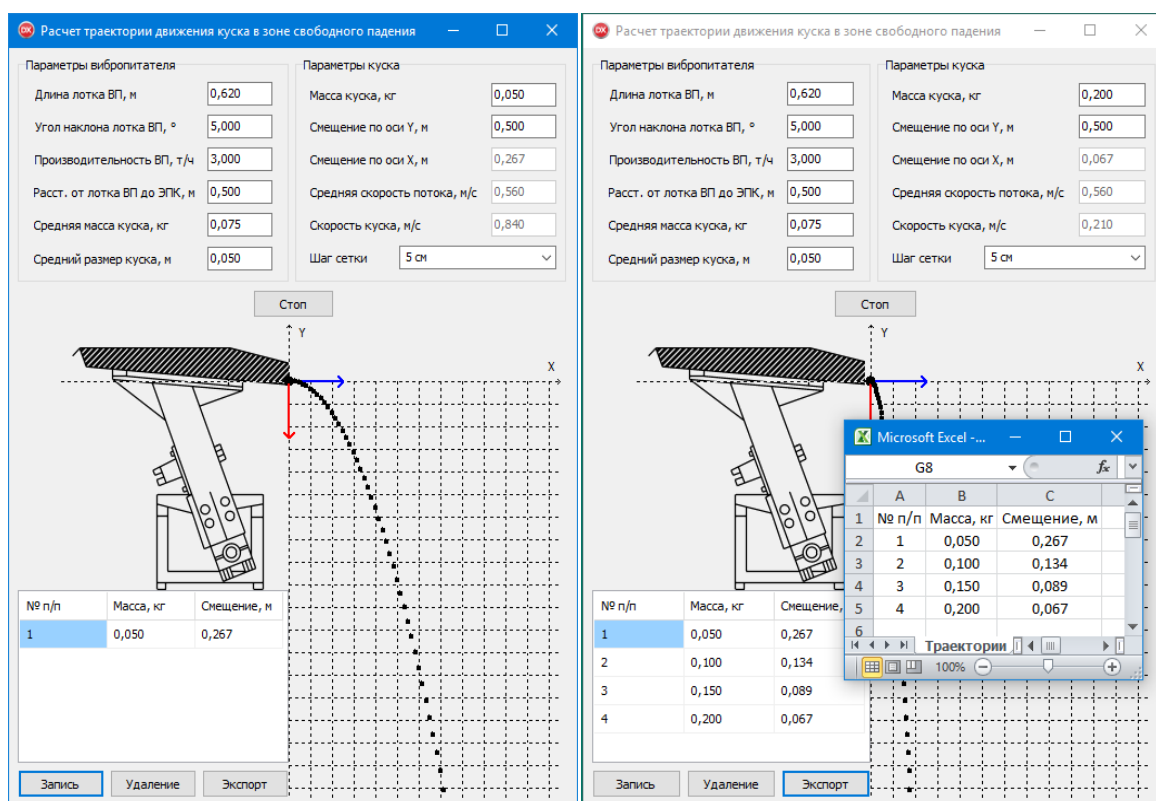 Расчет траектории движения куска в зоне свободного падения
Параметры вибропитателя
Длина лотка ВП, м 0,620
Угол наклона лотка ВП, ° 5,000
Производительность ВП, т/ч 3,000
Расст. от лотка ВП до ЭПК, м 0,500
Средняя масса куска, кг 0,075
Средний размер куска, м 0,050
Параметры куска
Масса куска, кг 0,050
Смещение по оси Y, м 0,500
Смещение по оси X, м 0,267
Средняя скорость потока, м/с 0,560
Скорость куска, м/с 0,840
Шаг сетки 5 см
Стоп
Y
X
№ п/п Масса, кг Смещение, м
1 0,050 0,267
Запись Удаление Экспорт
Расчет траектории движения куска в зоне свободного падения
Параметры вибропитателя
Длина лотка ВП, м 0,620
Угол наклона лотка ВП, ° 5,000
Производительность ВП, т/ч 3,000
Расст. от лотка ВП до ЭПК, м 0,500
Средняя масса куска, кг 0,075
Средний размер куска, м 0,050
Параметры куска
Масса куска, кг 0,200
Смещение по оси Y, м 0,500
Смещение по оси X, м 0,067
Средняя скорость потока, м/с 0,560
Скорость куска, м/с 0,210
Шаг сетки 5 см
Стоп
Y
X
№ п/п Масса, кг Смещение,
1 0,050 0,267
2 0,100 0,134
3 0,150 0,089
4 0,200 0,067
Запись Удаление Экспорт
Microsoft Excel -...
G8 fx
A B C
1 № п/п Масса, кг Смещение, м
2 1 0,050 0,267
3 2 0,100 0,134
4 3 0,150 0,089
5 4 0,200 0,067
6
Траектории
100%